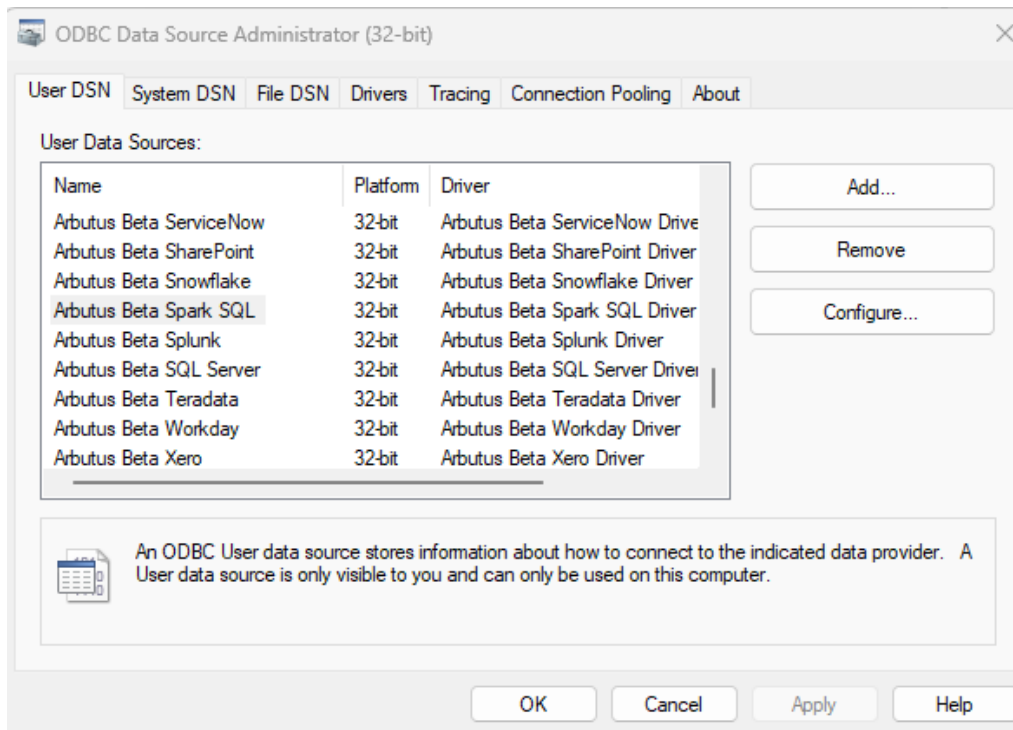 ODBC Data Source Administrator (32-bit)
User DSN System DSN File DSN Drivers Tracing Connection Pooling About
User Data Sources:
Name Platform Driver
Arbutus Beta ServiceNow 32-bit Arbutus Beta ServiceNow Drive
Arbutus Beta SharePoint 32-bit Arbutus Beta SharePoint Driver
Arbutus Beta Snowflake 32-bit Arbutus Beta Snowflake Driver
Arbutus Beta Spark SQL 32-bit Arbutus Beta Spark SQL Driver
Arbutus Beta Splunk 32-bit Arbutus Beta Splunk Driver
Arbutus Beta SQL Server 32-bit Arbutus Beta SQL Server Driver
Arbutus Beta Teradata 32-bit Arbutus Beta Teradata Driver
Arbutus Beta Workday 32-bit Arbutus Beta Workday Driver
Arbutus Beta Xero 32-bit Arbutus Beta Xero Driver
Add...
Remove
Configure...
An ODBC User data source stores information about how to connect to the indicated data provider. A
User data source is only visible to you and can only be used on this computer.
OK Cancel Apply Help